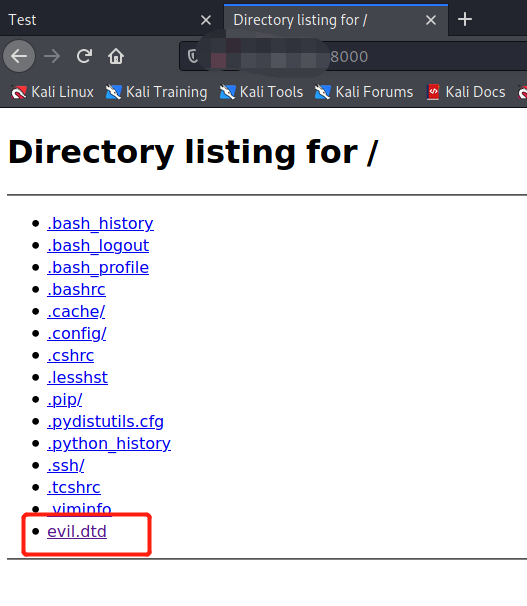 Test
Directory listing for /
8000
Kali Linux
Kali Training
Kali Tools
Kali Forums
Kali Docs
Directory listing for /
.bash_history
.bash_logout
.bash_profile
.bashrc
.cache/
.config/
.cshrc
.lesshst
.pip/
.pydistutils.cfg
.python_history
.ssh/
.tcshrc
.viminfo
evil.dtd